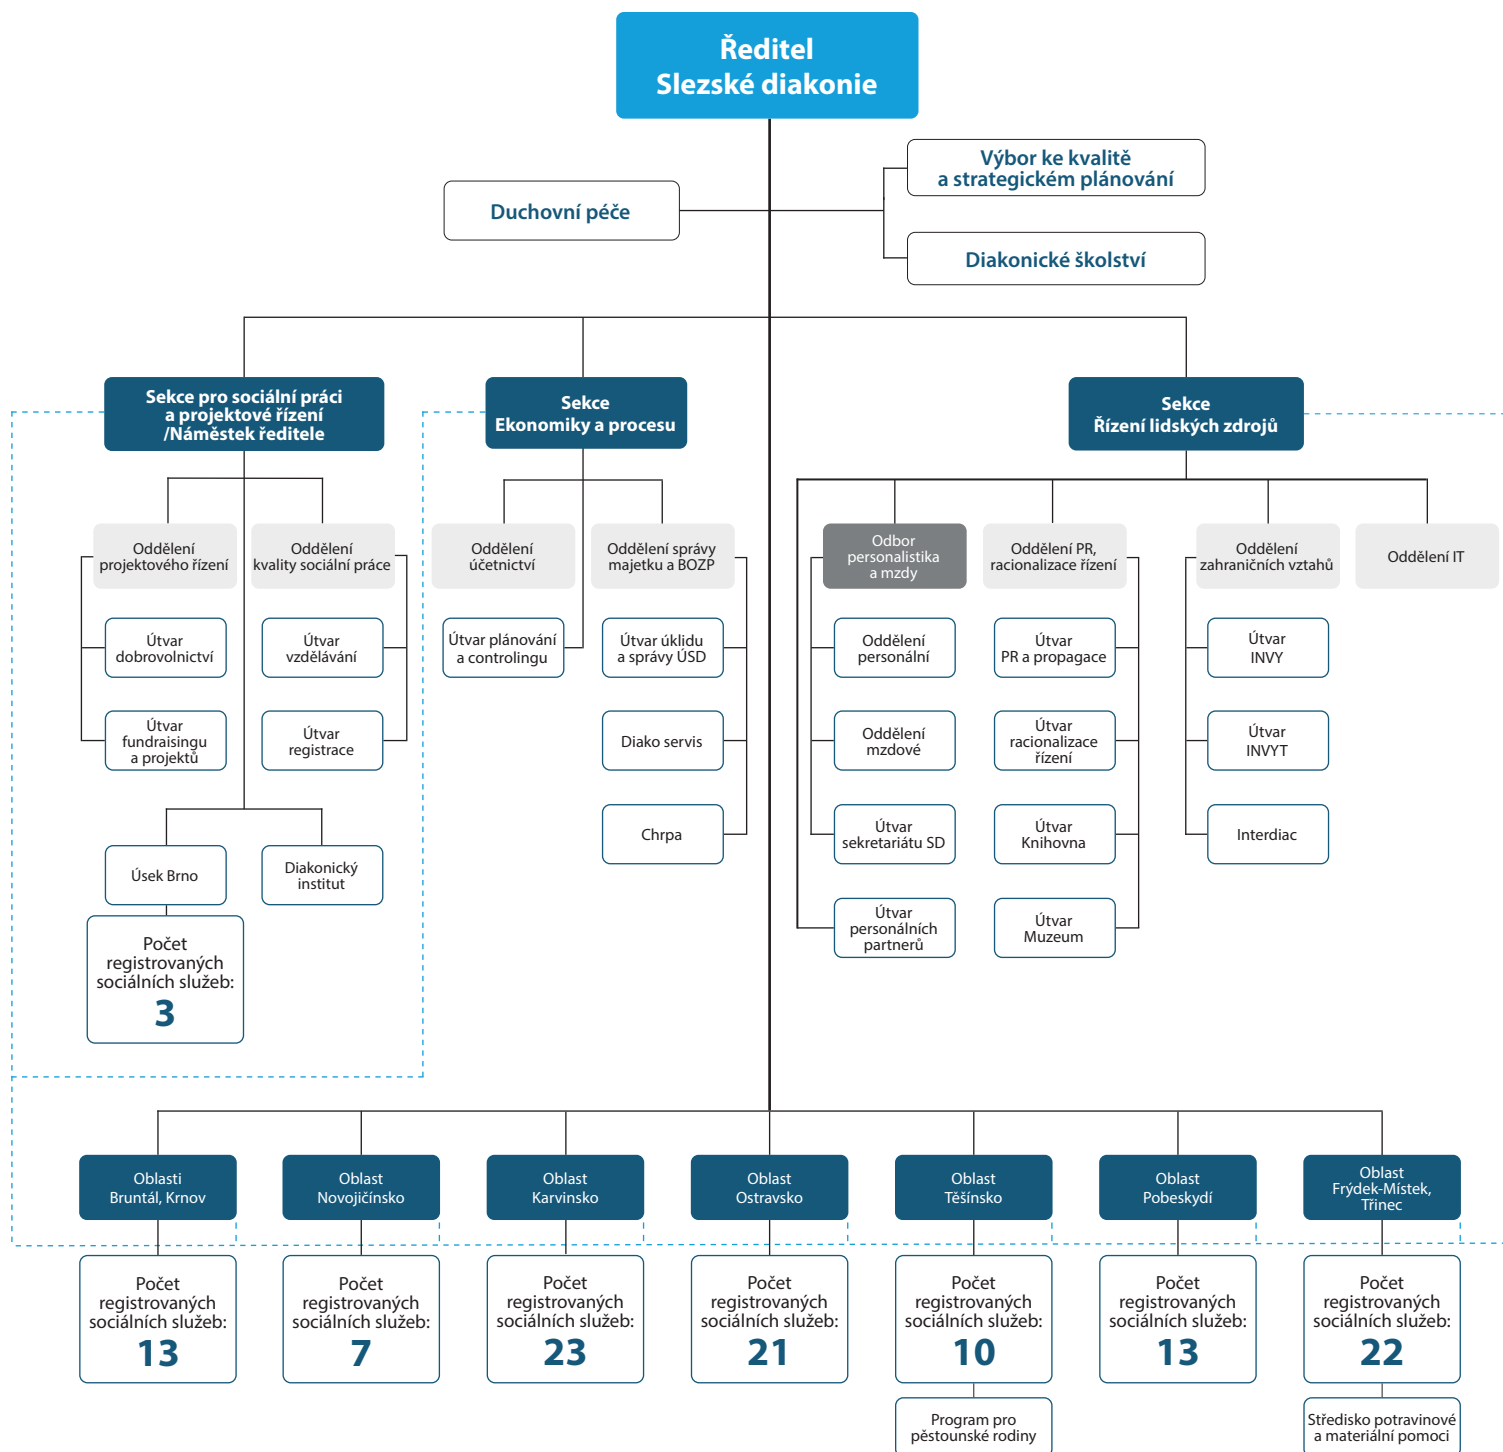 Ředitel
Slezské diakonie
Výbor ke kvalitě
a strategickém plánování
Duchovní péče
Diakonické školství
Sekce pro sociální práci
a projektové řízení
/Náměstek ředitele
Sekce
Ekonomiky a procesu
Sekce
Řízení lidských zdrojů
Oddělení
projektového řízení
Oddělení
kvality sociální práce
Oddělení
účetnictví
Oddělení správy
majetku a BOZP
Odbor
personalistika
a mzdy
Oddělení PR,
racionalizace řízení
Oddělení
zahraničních vztahů
Oddělení IT
Útvar
dobrovolnictví
Útvar
vzdělávání
Útvar plánování
a controlingu
Útvar úklidu
a správy ÚSD
Oddělení
personální
Útvar
PR a propagace
Útvar
INVY
Útvar
fundraisingu
a projektů
Útvar
registrace
Diako servis
Oddělení
mzdové
Útvar
racionalizace
řízení
Útvar
INVYT
Chrpa
Útvar
sekretariátu SD
Útvar
Knihovna
Interdiac
Úsek Brno
Diakonický
institut
Útvar
personálních
partnerů
Útvar
Muzeum
Počet
registrovaných
sociálních služeb:
3
Oblasti
Bruntál, Krnov
Oblast
Novojičínsko
Oblast
Karvinsko
Oblast
Ostravsko
Oblast
Těšínsko
Oblast
Pobeskydí
Oblast
Frýdek-Místek,
Třinec
Počet
registrovaných
sociálních služeb:
13
Počet
registrovaných
sociálních služeb:
7
Počet
registrovaných
sociálních služeb:
23
Počet
registrovaných
sociálních služeb:
21
Počet
registrovaných
sociálních služeb:
10
Počet
registrovaných
sociálních služeb:
13
Počet
registrovaných
sociálních služeb:
22
Program pro
pěstounské rodiny
Středisko potravinové
a materiální pomoci